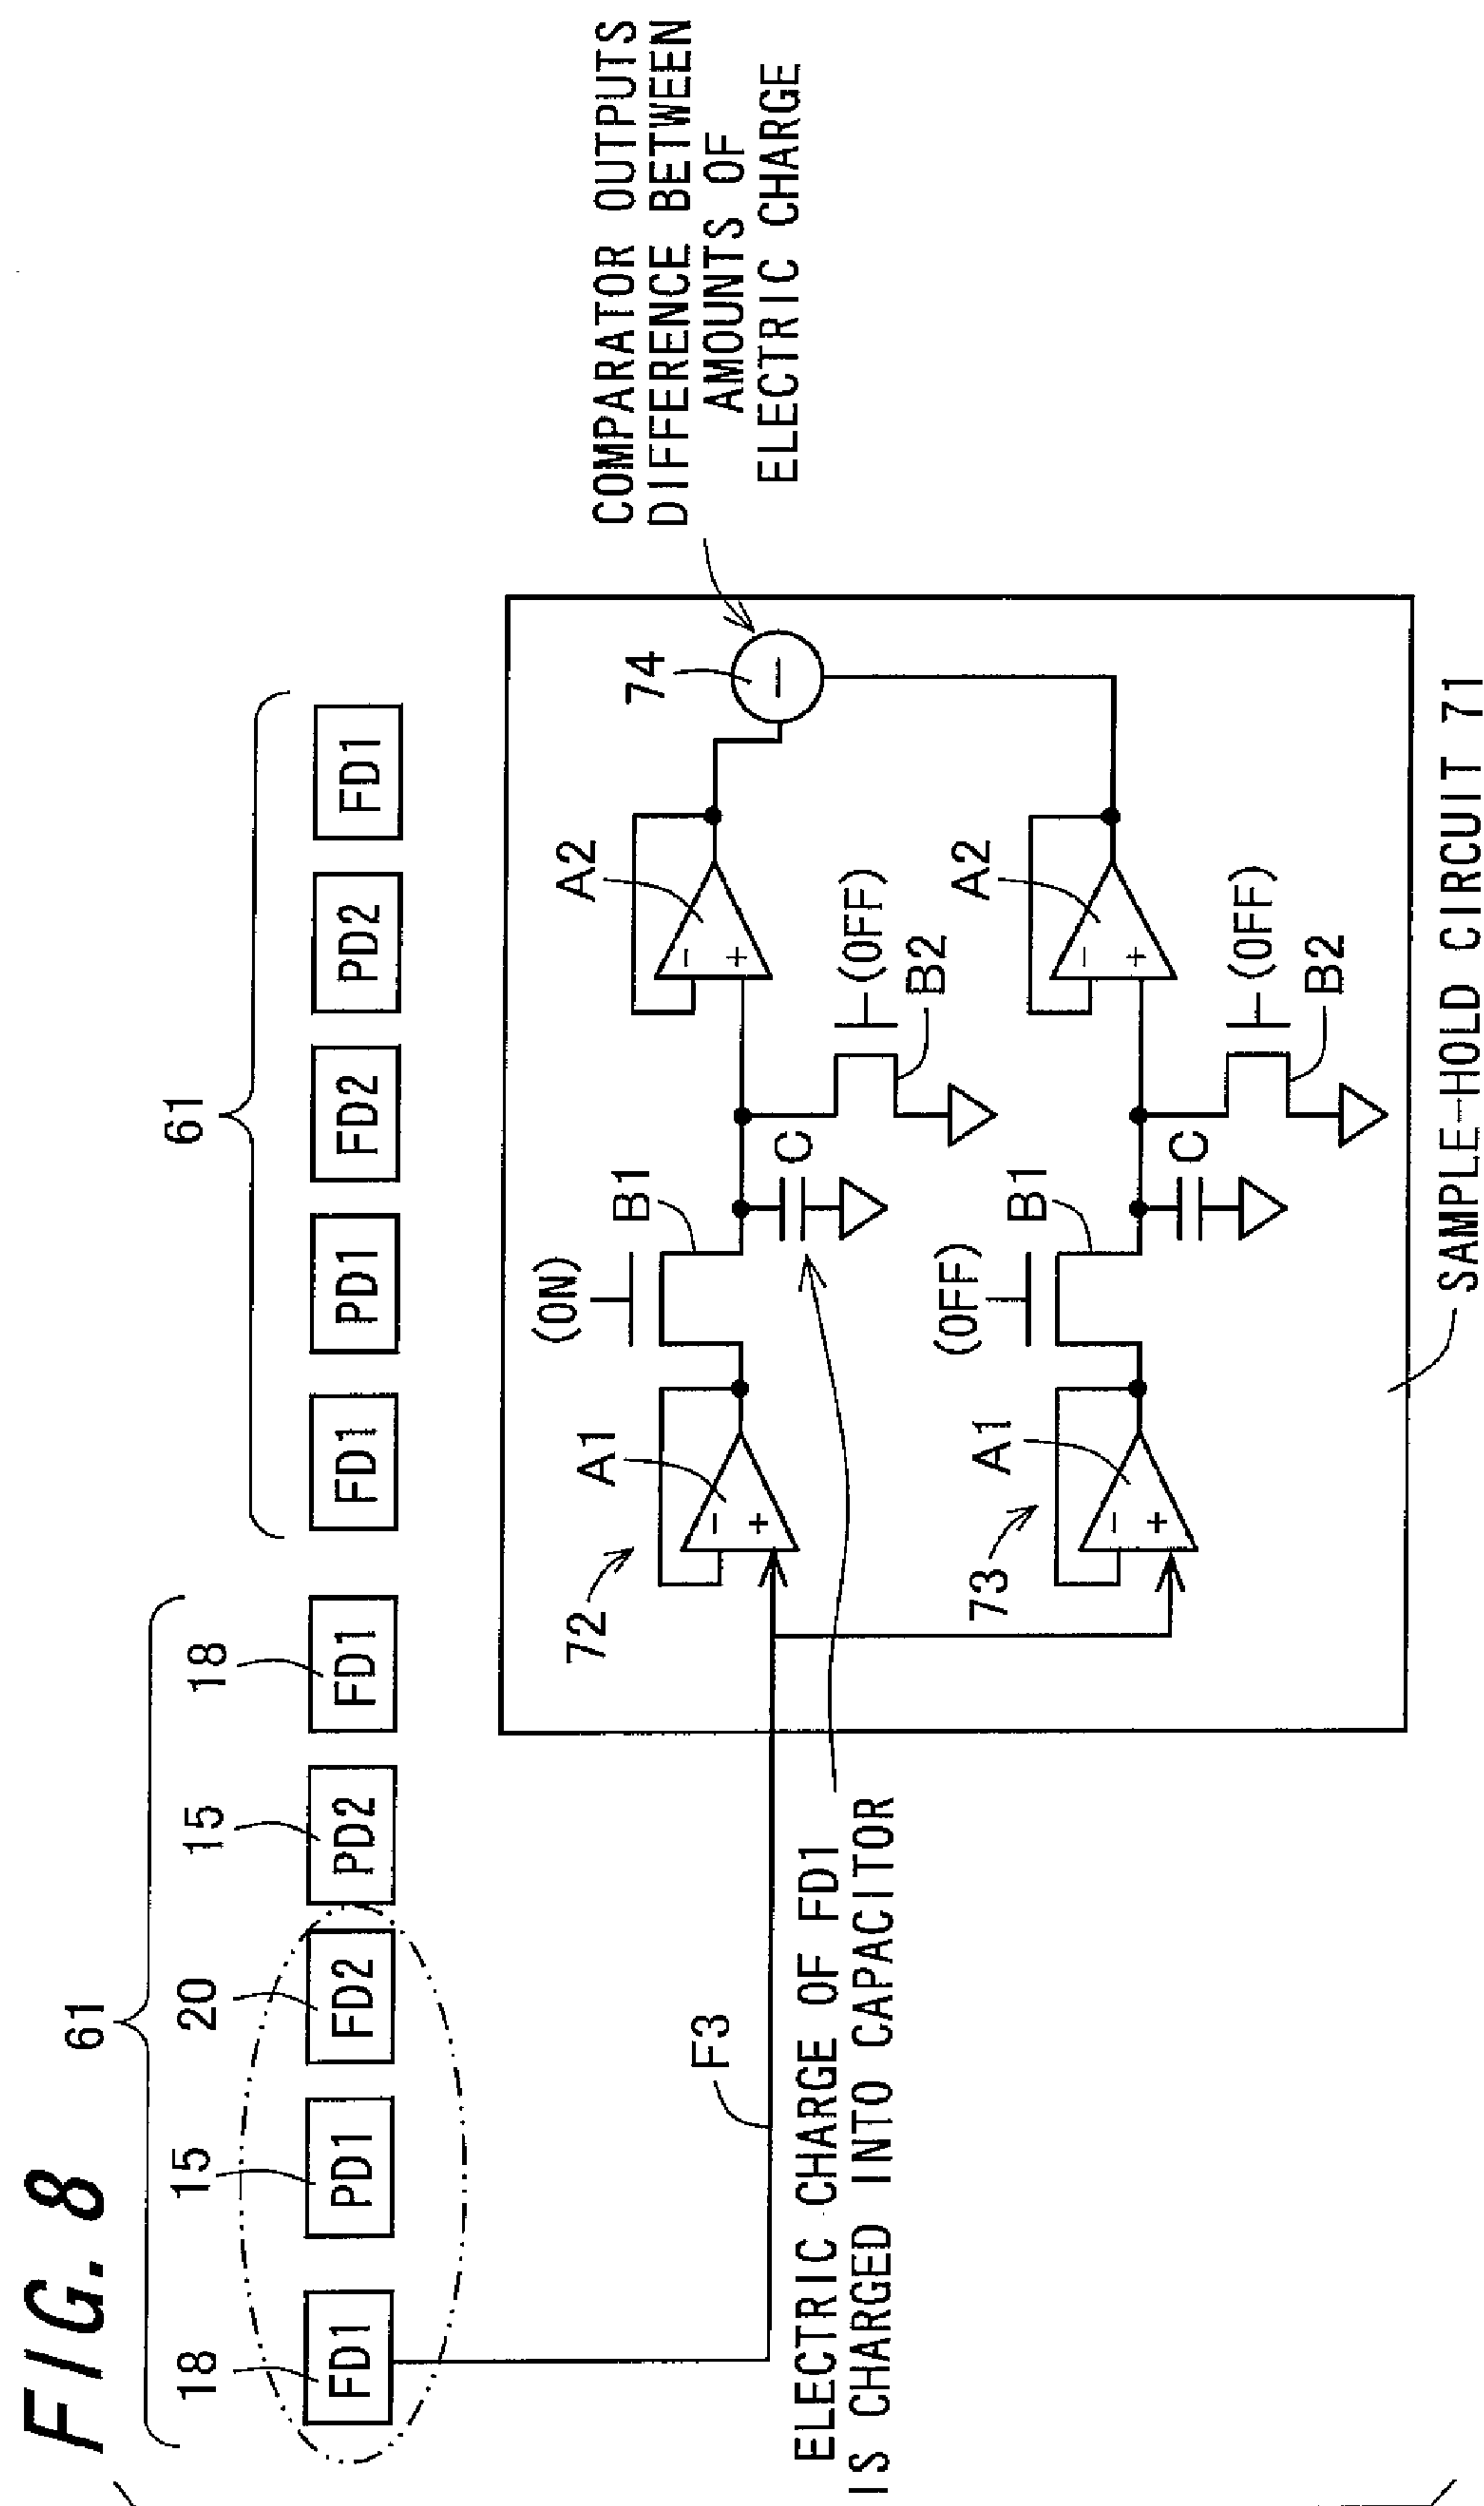 FIG. 8
61
61
18
15
20
15
18
FD1
PD1
FD2
PD2
FD1
FD1
PD1
FD2
PD2
FD1
F3
ELECTRIC CHARGE OF FD1
IS CHARGED INTO CAPACITOR
72
A1
-
+
(ON)
B1
C
A2
-
+
(OFF)
B2
74
-
COMPARATOR OUTPUTS
DIFFERENCE BETWEEN
AMOUNTS OF
ELECTRIC CHARGE
73
A1
-
+
(OFF)
B1
C
A2
-
+
(OFF)
B2
SAMPLE-HOLD CIRCUIT 71